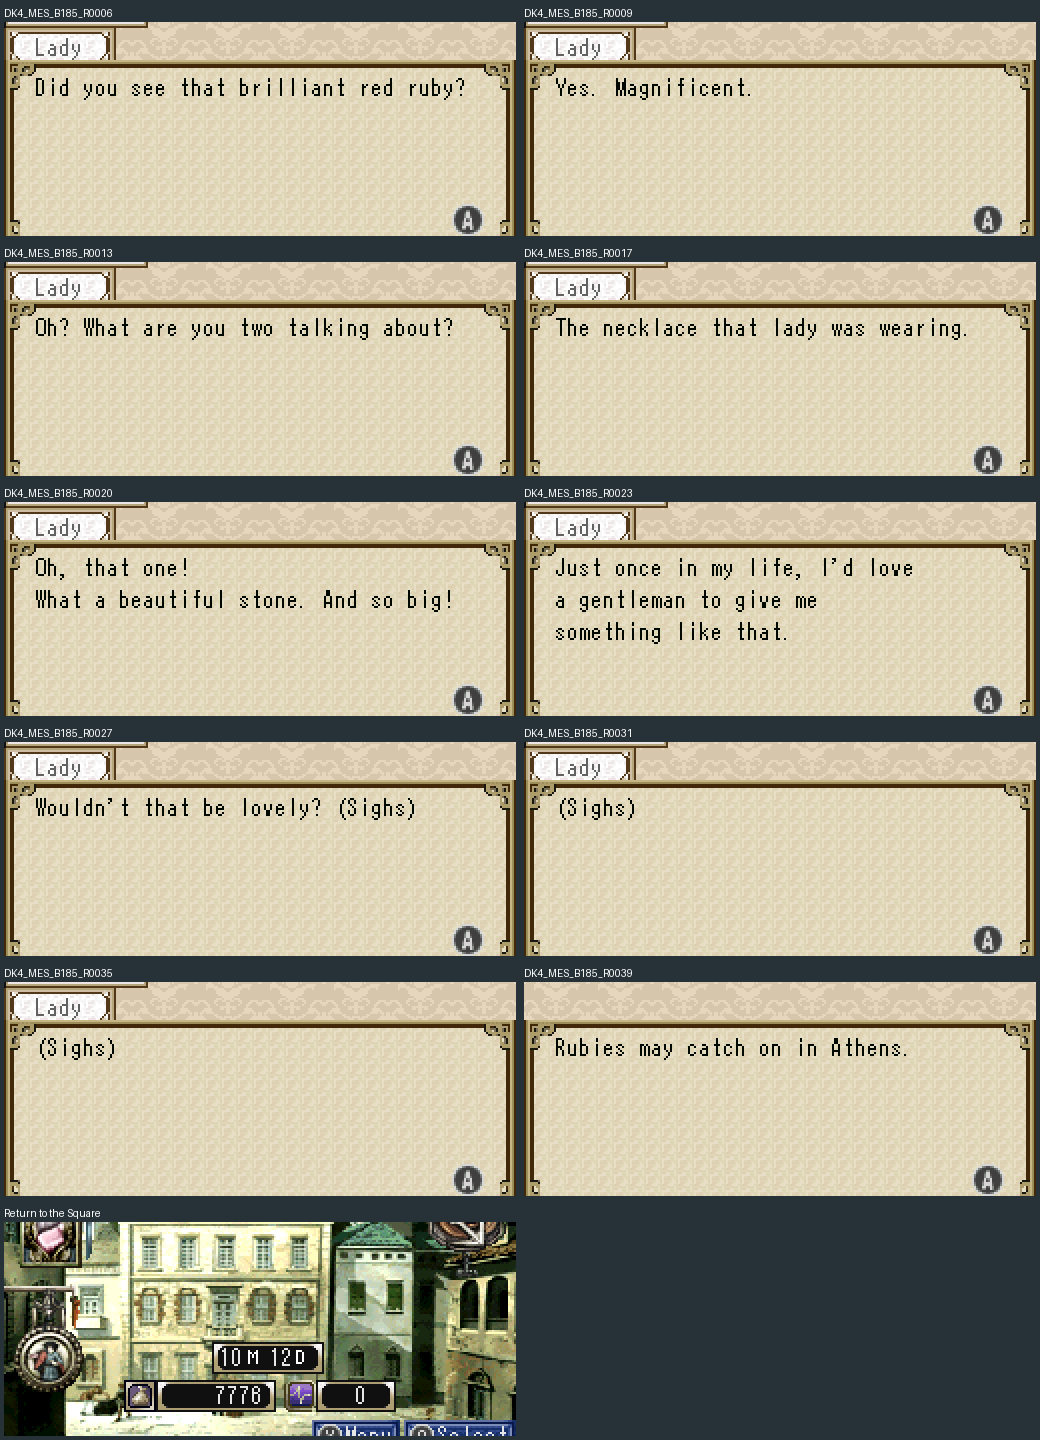 DK4_MES_B185_R0006
Lady
Did you see that brilliant red ruby?
A
DK4_MES_B185_R0009
Lady
Yes. Magnificent.
A
DK4_MES_B185_R0013
Lady
Oh? What are you two talking about?
A
DK4_MES_B185_R0017
Lady
The necklace that lady was wearing.
A
DK4_MES_B185_R0020
Lady
Oh, that one!
What a beautiful stone. And so big!
A
DK4_MES_B185_R0023
Lady
Just once in my life, I'd love
a gentleman to give me
something like that.
A
DK4_MES_B185_R0027
Lady
Wouldn't that be lovely? (Sighs)
A
DK4_MES_B185_R0031
Lady
(Sighs)
A
DK4_MES_B185_R0035
Lady
(Sighs)
A
DK4_MES_B185_R0039
Rubies may catch on in Athens.
A
Return to the Square
10M 12D
7776
0
Menu
Select